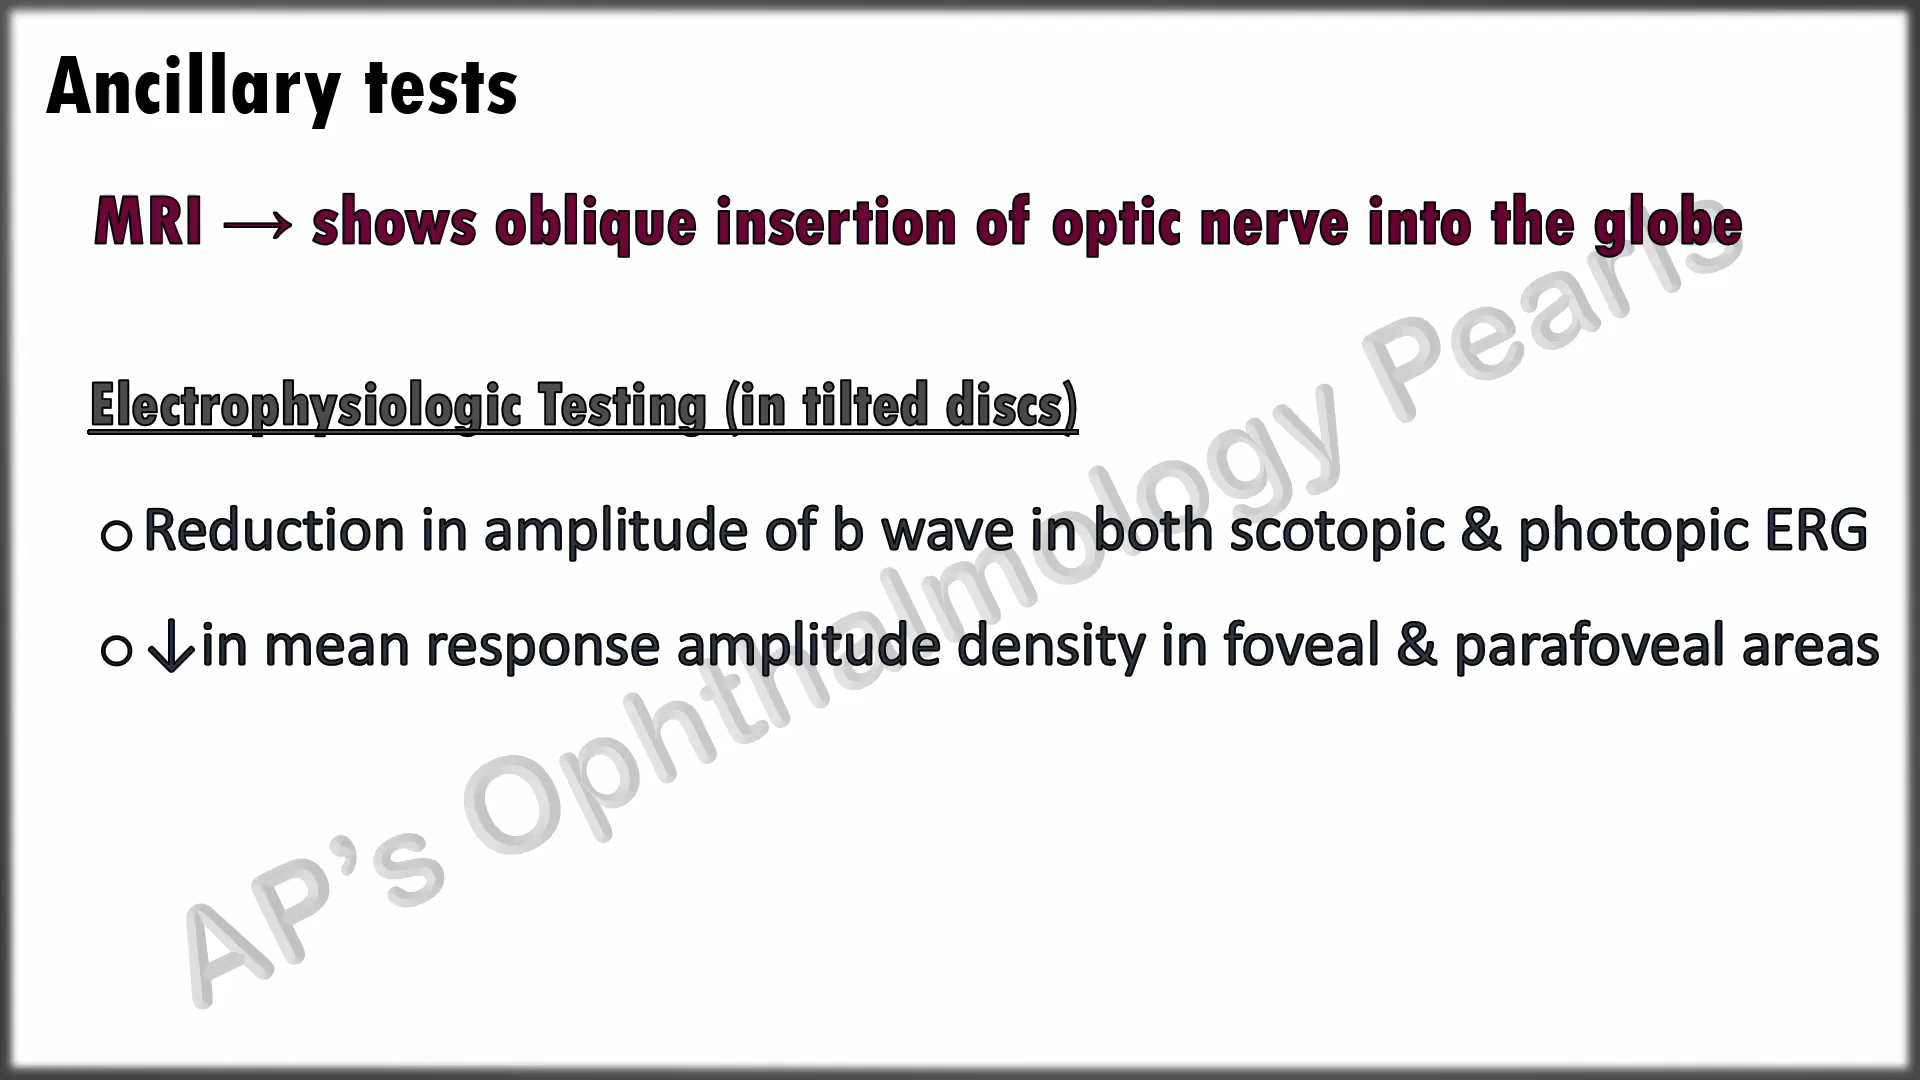 Ancillary tests
MRI → shows oblique insertion of optic nerve into the globe
Electrophysiologic Testing (in tilted discs)
○ Reduction in amplitude of b wave in both scotopic & photopic ERG
○ ↓in mean response amplitude density in foveal & parafoveal areas
AP’s Ophthalmology Pearls